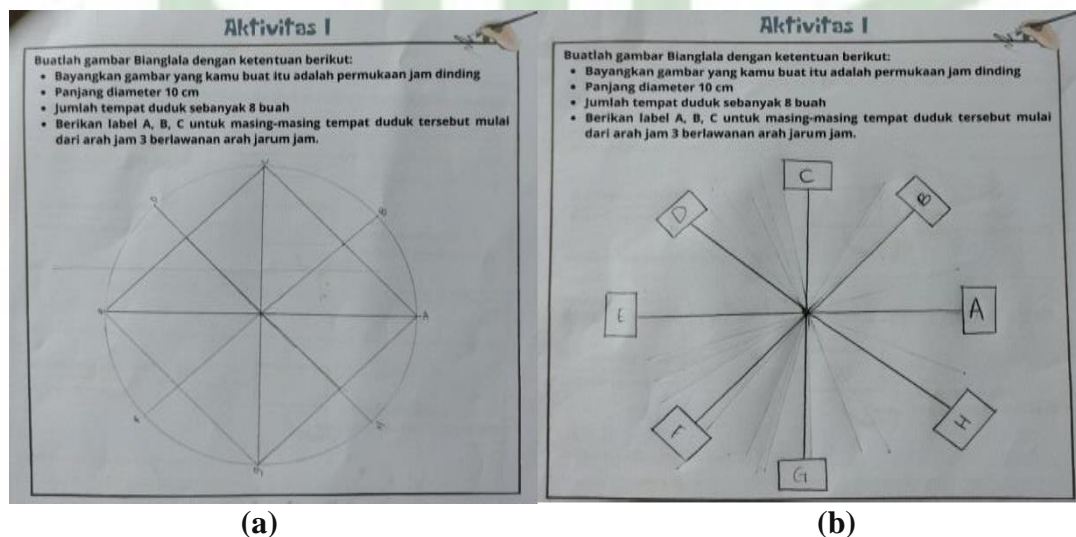 Aktivitas I
Buatlah gambar Bianglala dengan ketentuan berikut:
• Bayangkan gambar yang kamu buat itu adalah permukaan jam dinding
• Panjang diameter 10 cm
• Jumlah tempat duduk sebanyak 8 buah
• Berikan label A, B, C untuk masing-masing tempat duduk tersebut mulai
dari arah jam 3 berlawanan arah jarum jam.
D
B
A
(a)
Aktivitas I
Buatlah gambar Bianglala dengan ketentuan berikut:
• Bayangkan gambar yang kamu buat itu adalah permukaan jam dinding
• Panjang diameter 10 cm
• Jumlah tempat duduk sebanyak 8 buah
• Berikan label A, B, C untuk masing-masing tempat duduk tersebut mulai
dari arah jam 3 berlawanan arah jarum jam.
C
D
B
E
A
F
H
G
(b)